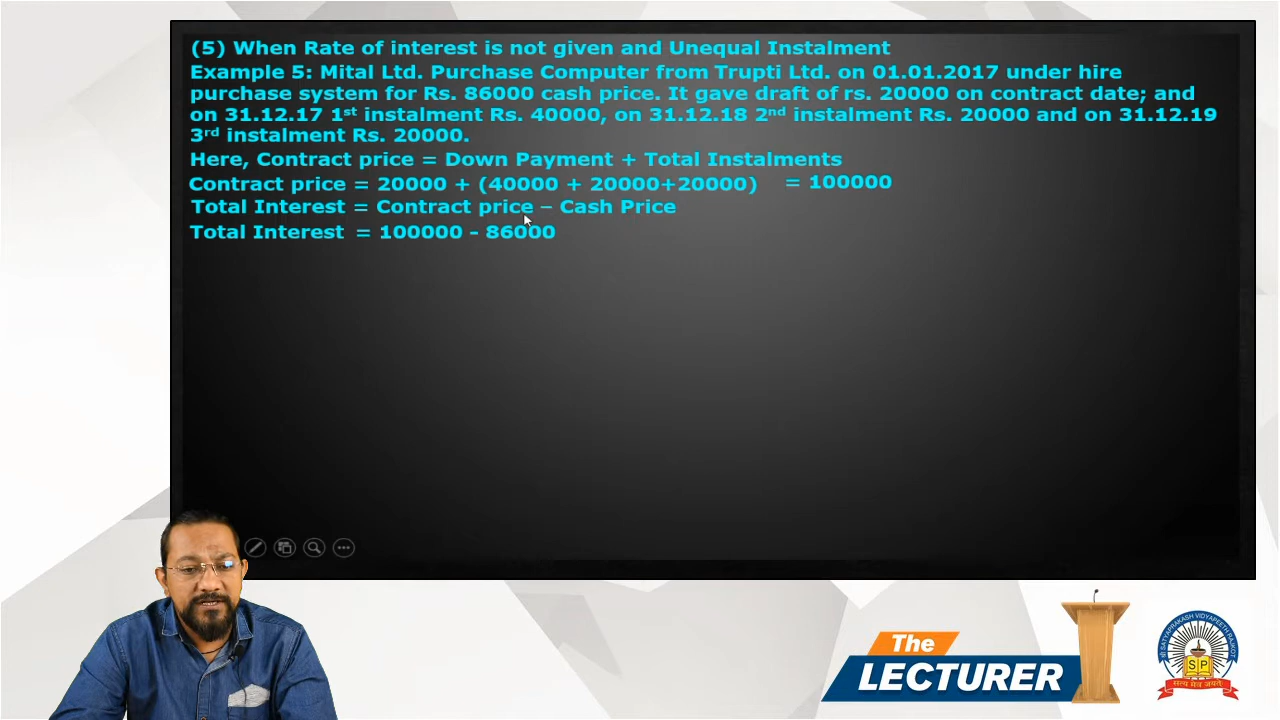 (5) When Rate of interest is not given and Unequal Instalment
Example 5: Mital Ltd. Purchase Computer from Trupti Ltd. on 01.01.2017 under hire
purchase system for Rs. 86000 cash price. It gave draft of rs. 20000 on contract date; and
on 31.12.17 1st instalment Rs. 40000, on 31.12.18 2nd instalment Rs. 20000 and on 31.12.19
3rd instalment Rs. 20000.
Here, Contract price = Down Payment + Total Instalments
Contract price = 20000 + (40000 + 20000+20000) = 100000
Total Interest = Contract price – Cash Price
Total Interest = 100000 - 86000
The
LECTURER
SP
सत्यमेव जयते